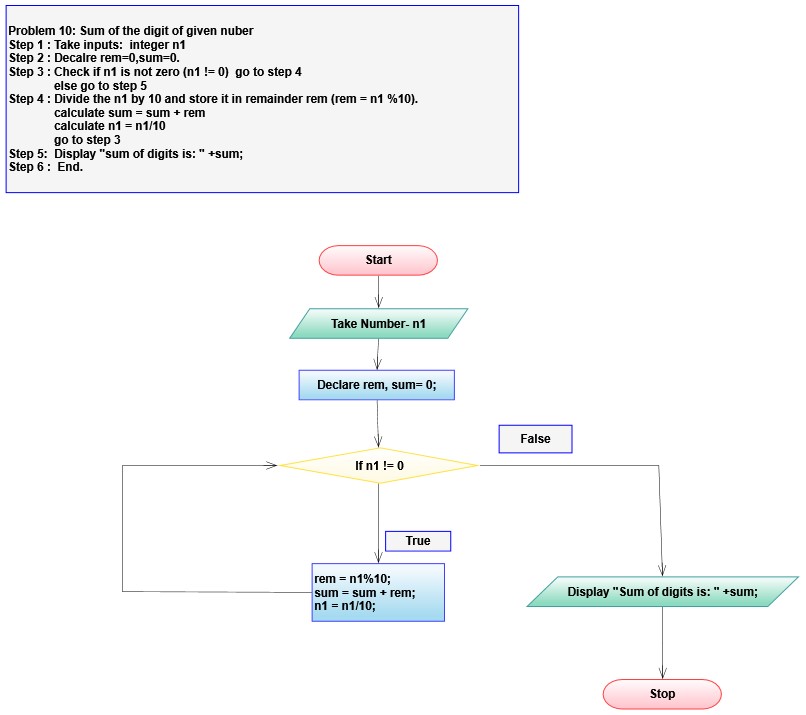 Problem 10: Sum of the digit of given nuber
Step 1 : Take inputs:  integer n1
Step 2 : Decalre rem=0,sum=0.
Step 3 : Check if n1 is not zero (n1 != 0)  go to step 4
else go to step 5
Step 4 : Divide the n1 by 10 and store it in remainder rem (rem = n1 %10).
calculate sum = sum + rem
calculate n1 = n1/10
go to step 3
Step 5:  Display "sum of digits is: " +sum;
Step 6 :  End.
Start
Take Number- n1
Declare rem, sum= 0;
False
If n1 != 0
True
rem = n1%10;
sum = sum + rem;
n1 = n1/10;
Display "Sum of digits is: " +sum;
Stop